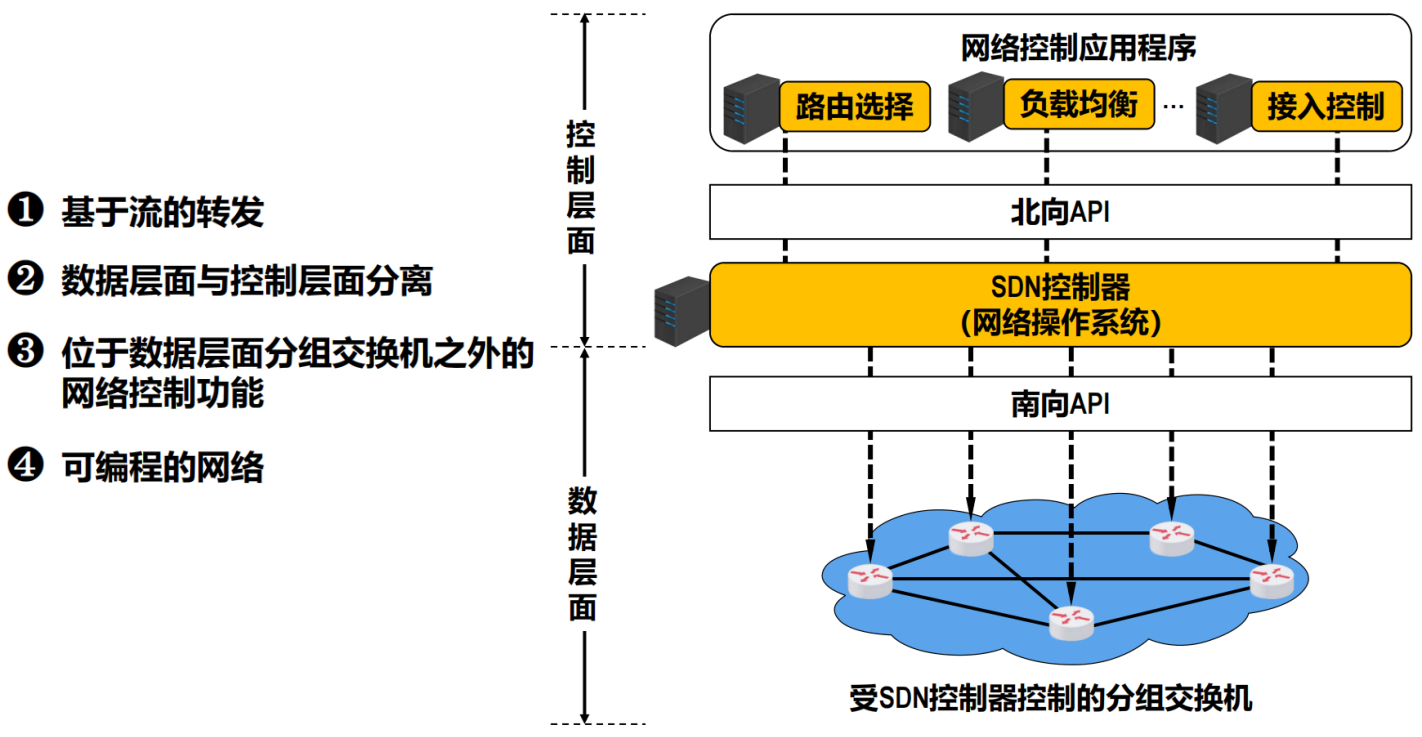 ❶ 基于流的转发
❷ 数据层面与控制层面分离
❸ 位于数据层面分组交换机之外的
网络控制功能
❹ 可编程的网络
控制层面
数据层面
网络控制应用程序
路由选择 负载均衡 … 接入控制
北向API
SDN控制器
（网络操作系统）
南向API
受SDN控制器控制的分组交换机